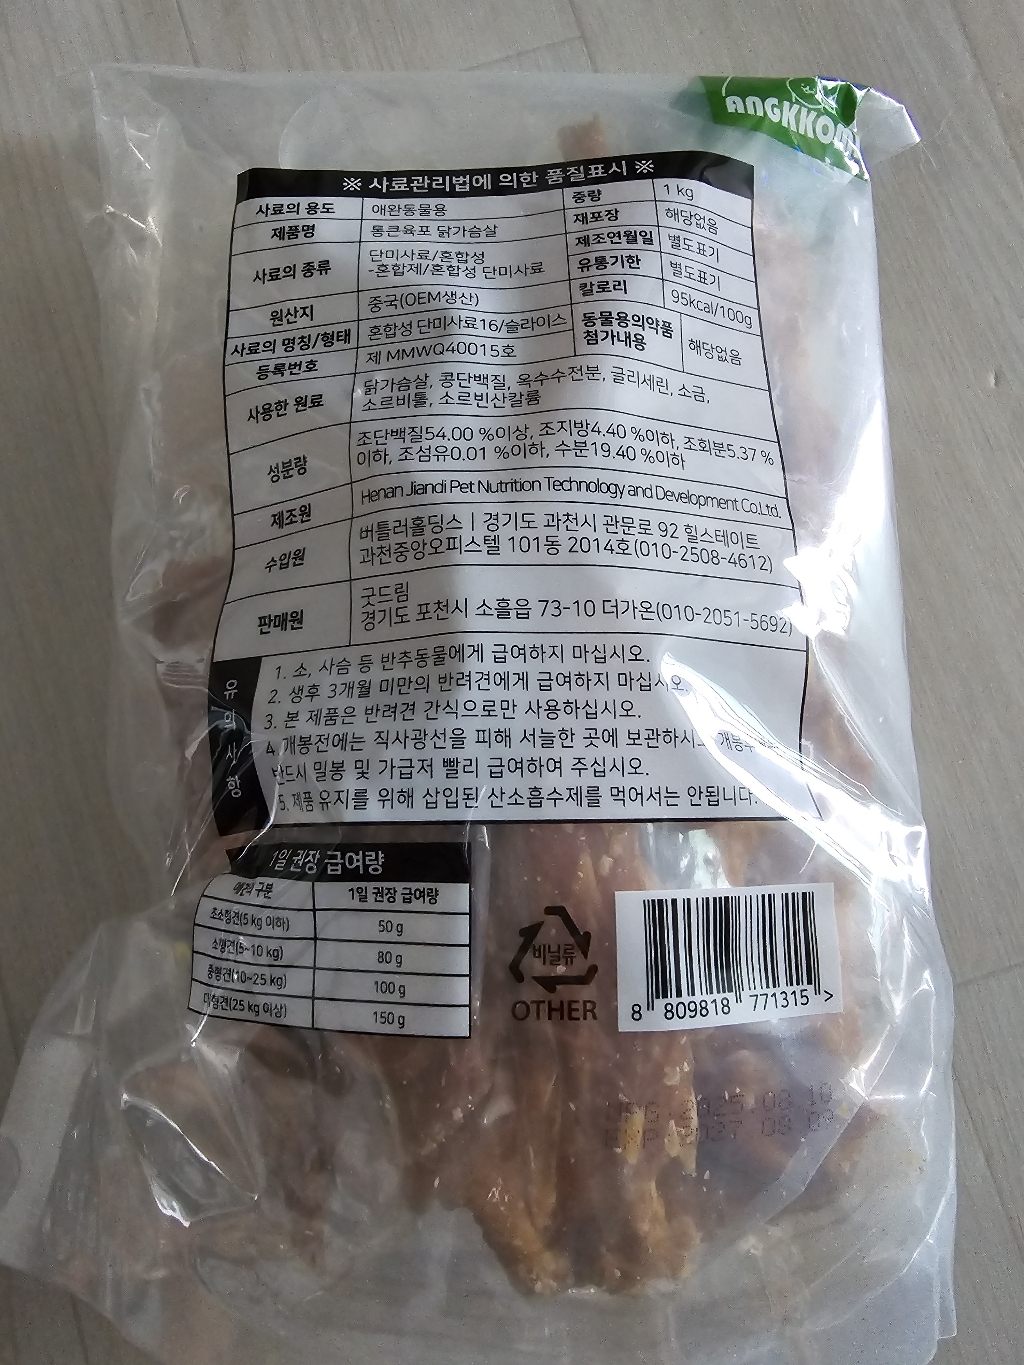 ANGKKO
※ 사료관리법에 의한 품질표시 ※
사료의 용도 애완동물용 중량 1 kg
제품명 통큰육포 닭가슴살 재포장 해당없음
사료의 종류 단미사료/혼합성
-혼합제/혼합성 단미사료
제조연월일 별도표기
유통기한 별도표기
원산지 중국(OEM생산) 칼로리 95kcal/100g
사료의 명칭/형태 혼합성 단미사료16/슬라이스
동물용의약품
첨가내용
해당없음
등록번호 제 MMWQ40015호
사용한 원료 닭가슴살, 콩단백질, 옥수수전분, 글리세린, 소금,
소르비톨, 소르빈산칼륨
성분량 조단백질54.00 %이상, 조지방4.40 %이하, 조회분5.37 %
이하, 조섬유0.01 %이하, 수분19.40 %이하
제조원 Henan Jiandi Pet Nutrition Technology and Development Co.Ltd.
수입원 버틀러홀딩스 | 경기도 과천시 관문로 92 힐스테이트
과천중앙오피스텔 101동 2014호(010-2508-4612)
판매원 굿드림
경기도 포천시 소흘읍 73-10 더가온(010-2051-5692)
유의사항
1. 소, 사슴 등 반추동물에게 급여하지 마십시오.
2. 생후 3개월 미만의 반려견에게 급여하지 마십시오.
3. 본 제품은 반려견 간식으로만 사용하십시오.
4. 개봉전에는 직사광선을 피해 서늘한 곳에 보관하시
반드시 밀봉 및 가급저 빨리 급여하여 주십시오.
5. 제품 유지를 위해 삽입된 산소흡수제를 먹어서는 안됩니다.
1일 권장 급여량
애견의 구분 1일 권장 급여량
초소형견(5 kg 이하) 50 g
소형견(5~10 kg) 80 g
중형견(10~25 kg) 100 g
대형견(25 kg 이상) 150 g
비닐류
OTHER
8 809818 771315 >
2025.08.10
EXP 2027 08 09